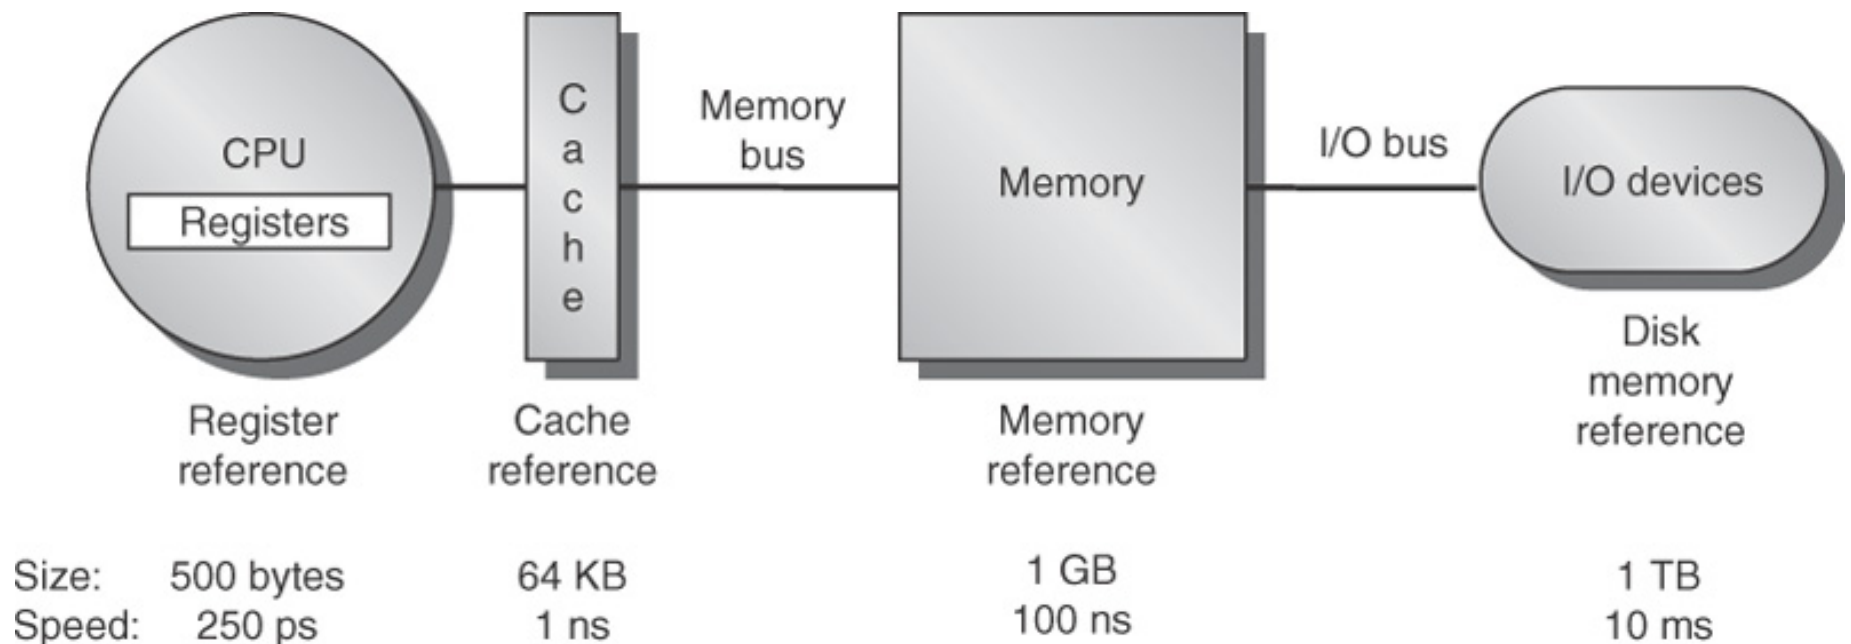 CPU
Registers
Cache
Memory
bus
Memory
I/O bus
I/O devices
Register
reference
Cache
reference
Memory
reference
Disk
memory
reference
Size: 500 bytes 64 KB 1 GB 1 TB
Speed: 250 ps 1 ns 100 ns 10 ms